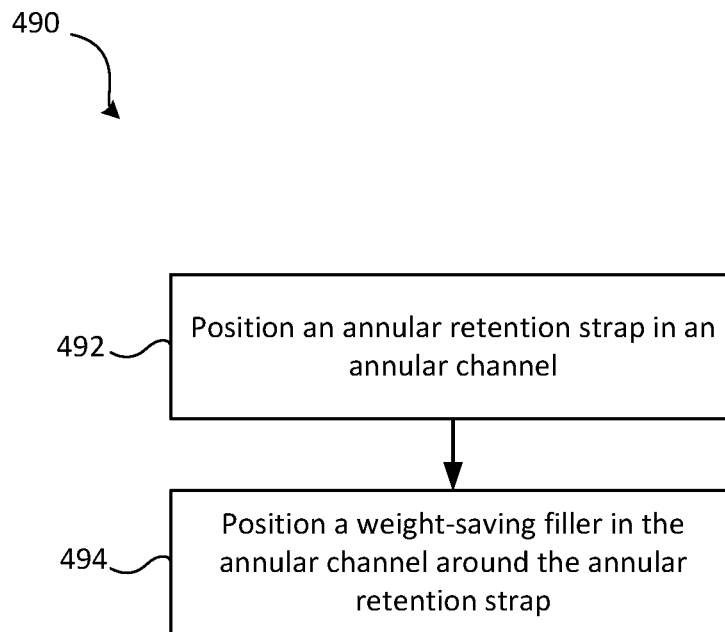 490
492
Position an annular retention strap in an
annular channel
494
Position a weight-saving filler in the
annular channel around the annular
retention strap